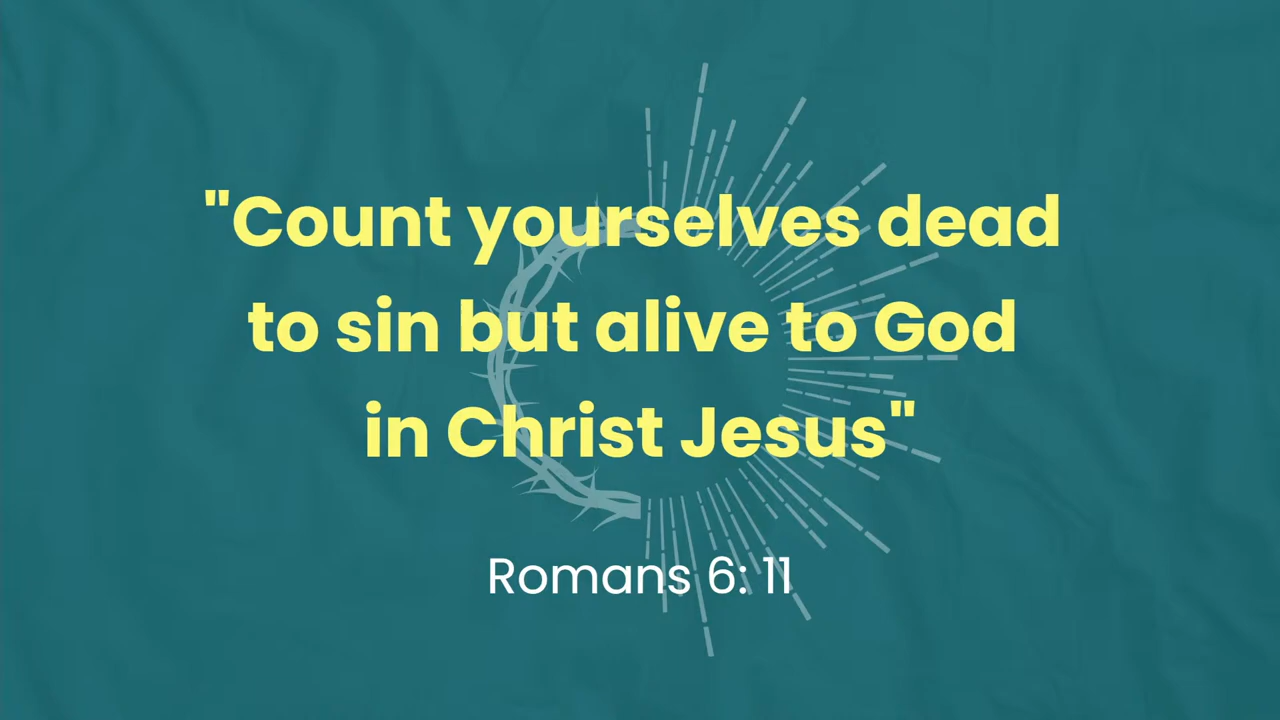 "Count yourselves dead
to sin but alive to God
in Christ Jesus"
Romans 6: 11